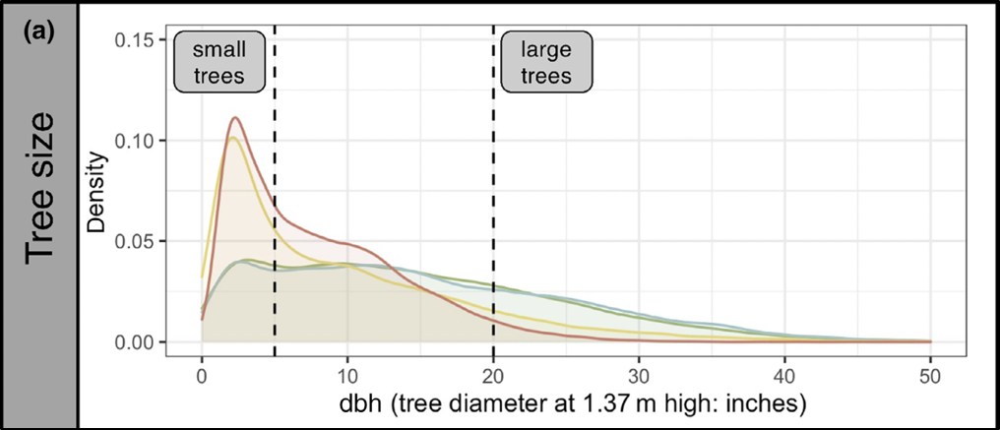 (a)
Tree size
small
trees
large
trees
0.15
0.10
0.05
0.00
Density
0
10
20
30
40
50
dbh (tree diameter at 1.37 m high: inches)